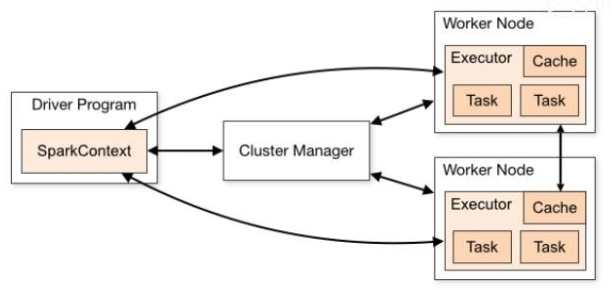 Driver Program
SparkContext
Cluster Manager
Worker Node
Executor
Cache
Task
Task
Worker Node
Executor
Cache
Task
Task